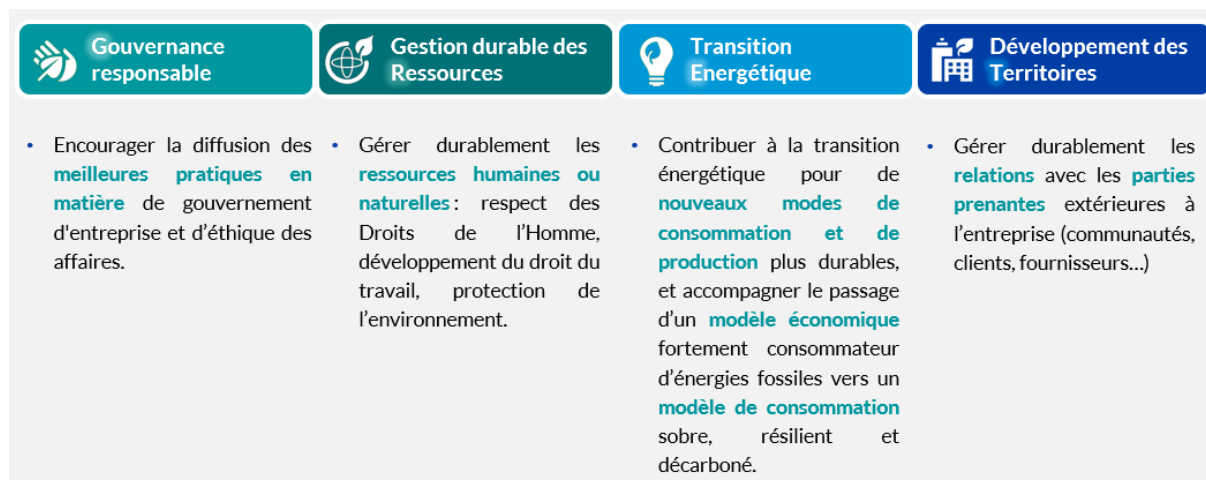 Gouvernance
responsable
Encourager la diffusion des
meilleures pratiques en
matière de gouvernement
d'entreprise et d’éthique des
affaires.
Gestion durable des
Ressources
Gérer durablement les
ressources humaines ou
naturelles : respect des
Droits de l’Homme,
développement du droit du
travail, protection de
l’environnement.
Transition
Energétique
Contribuer à la transition
énergétique pour de
nouveaux modes de
consommation et de
production plus durables,
et accompagner le passage
d’un modèle économique
fortement consommateur
d’énergies fossiles vers un
modèle de consommation
sobre, résilient et
décarboné.
Développement des
Territoires
Gérer durablement les
relations avec les parties
prenantes extérieures à
l’entreprise (communautés,
clients, fournisseurs…)